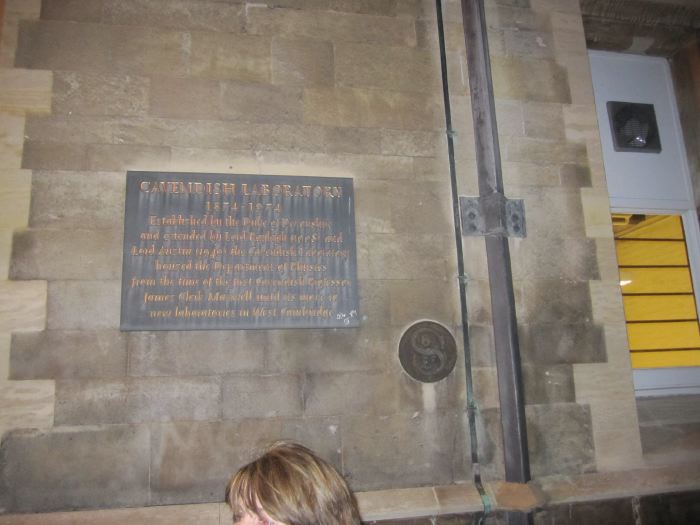 CAVENDISH LABORATORY
1874-1974
Established by the Duke of Devonshire
and extended by Lord Rayleigh (1908) and
Lord Austin (1940), the Cavendish Laboratory
housed the Department of Physics
from the time of the first Cavendish Professor
James Clerk Maxwell until its move to
new laboratories in West Cambridge
S